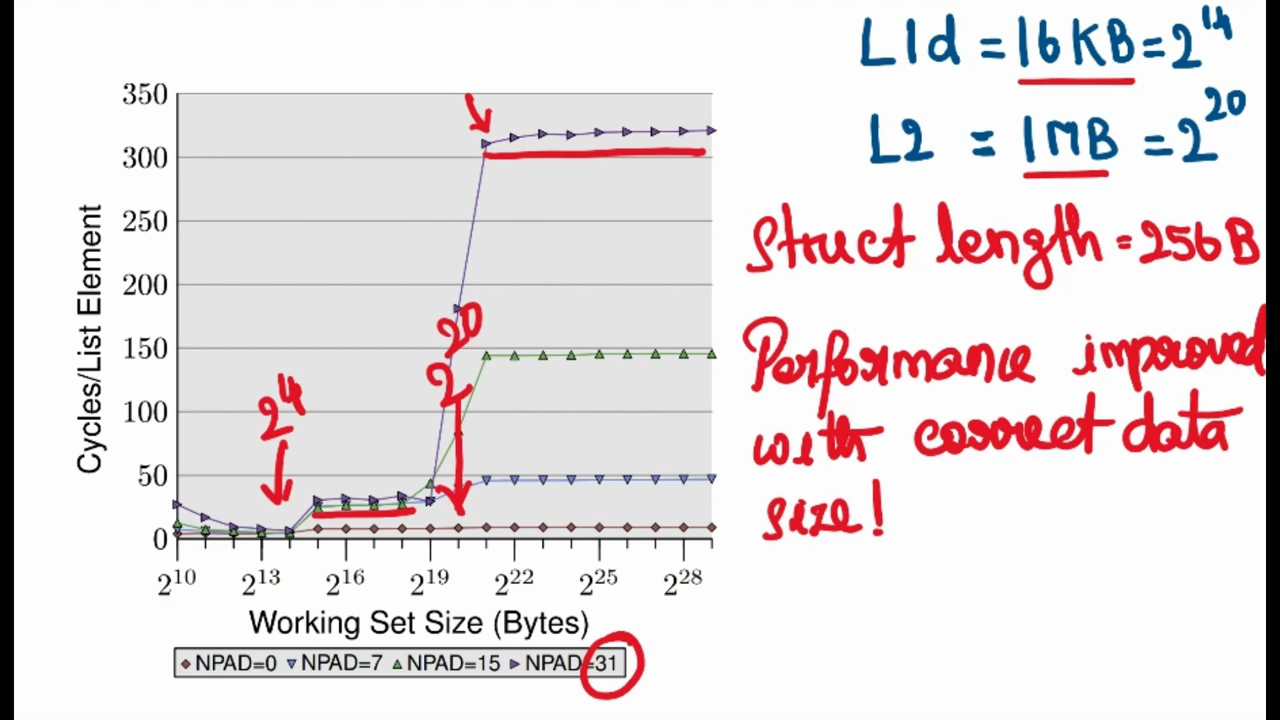 L1d = 16KB = 2^14
L2 = 1MB = 2^20
Struct length = 256B
Performance improved
with correct data
size!
350
300
250
200
150
100
50
0
Cycles/List Element
2^14
2^20
2^10 2^13 2^16 2^19 2^22 2^25 2^28
Working Set Size (Bytes)
NPAD=0 NPAD=7 NPAD=15 NPAD=31